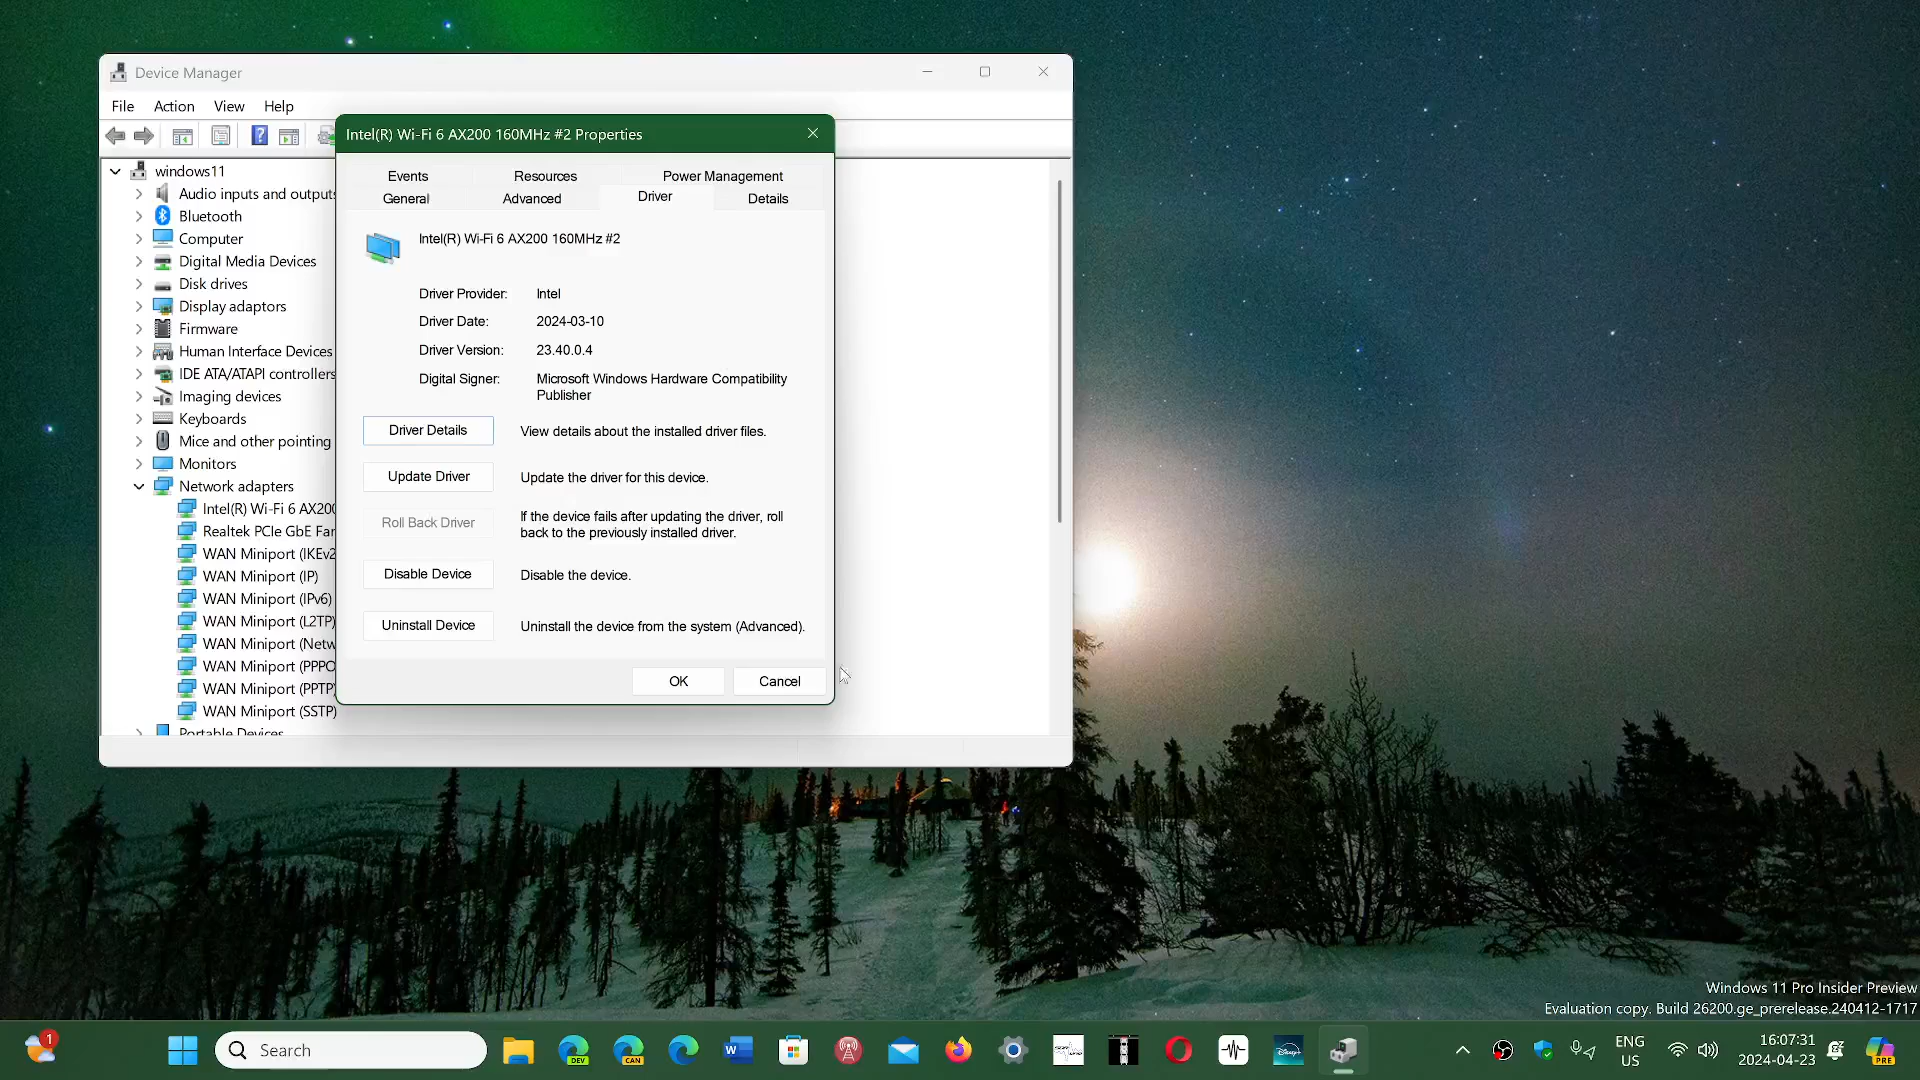 Device Manager
File Action View Help
windows11
Audio inputs and outputs
Bluetooth
Computer
Digital Media Devices
Disk drives
Display adaptors
Firmware
Human Interface Devices
IDE ATA/ATAPI controllers
Imaging devices
Keyboards
Mice and other pointing
Monitors
Network adapters
Intel(R) Wi-Fi 6 AX200
Realtek PCIe GbE Far
WAN Miniport (IKEv2
WAN Miniport (IP)
WAN Miniport (IPv6)
WAN Miniport (L2TP)
WAN Miniport (Netw
WAN Miniport (PPPO
WAN Miniport (PPTP)
WAN Miniport (SSTP)
Portable Devices
Intel(R) Wi-Fi 6 AX200 160MHz #2 Properties
Events Resources Power Management
General Advanced Driver Details
Intel(R) Wi-Fi 6 AX200 160MHz #2
Driver Provider: Intel
Driver Date: 2024-03-10
Driver Version: 23.40.0.4
Digital Signer: Microsoft Windows Hardware Compatibility
Publisher
Driver Details View details about the installed driver files.
Update Driver Update the driver for this device.
Roll Back Driver If the device fails after updating the driver, roll
back to the previously installed driver.
Disable Device Disable the device.
Uninstall Device Uninstall the device from the system (Advanced).
OK Cancel
Windows 11 Pro Insider Preview
Evaluation copy. Build 26200.ge_prerelease.240412-1717
1
Search
DEV
CAN
W
Disney+
ENG
US
16:07:31
2024-04-23
PRE